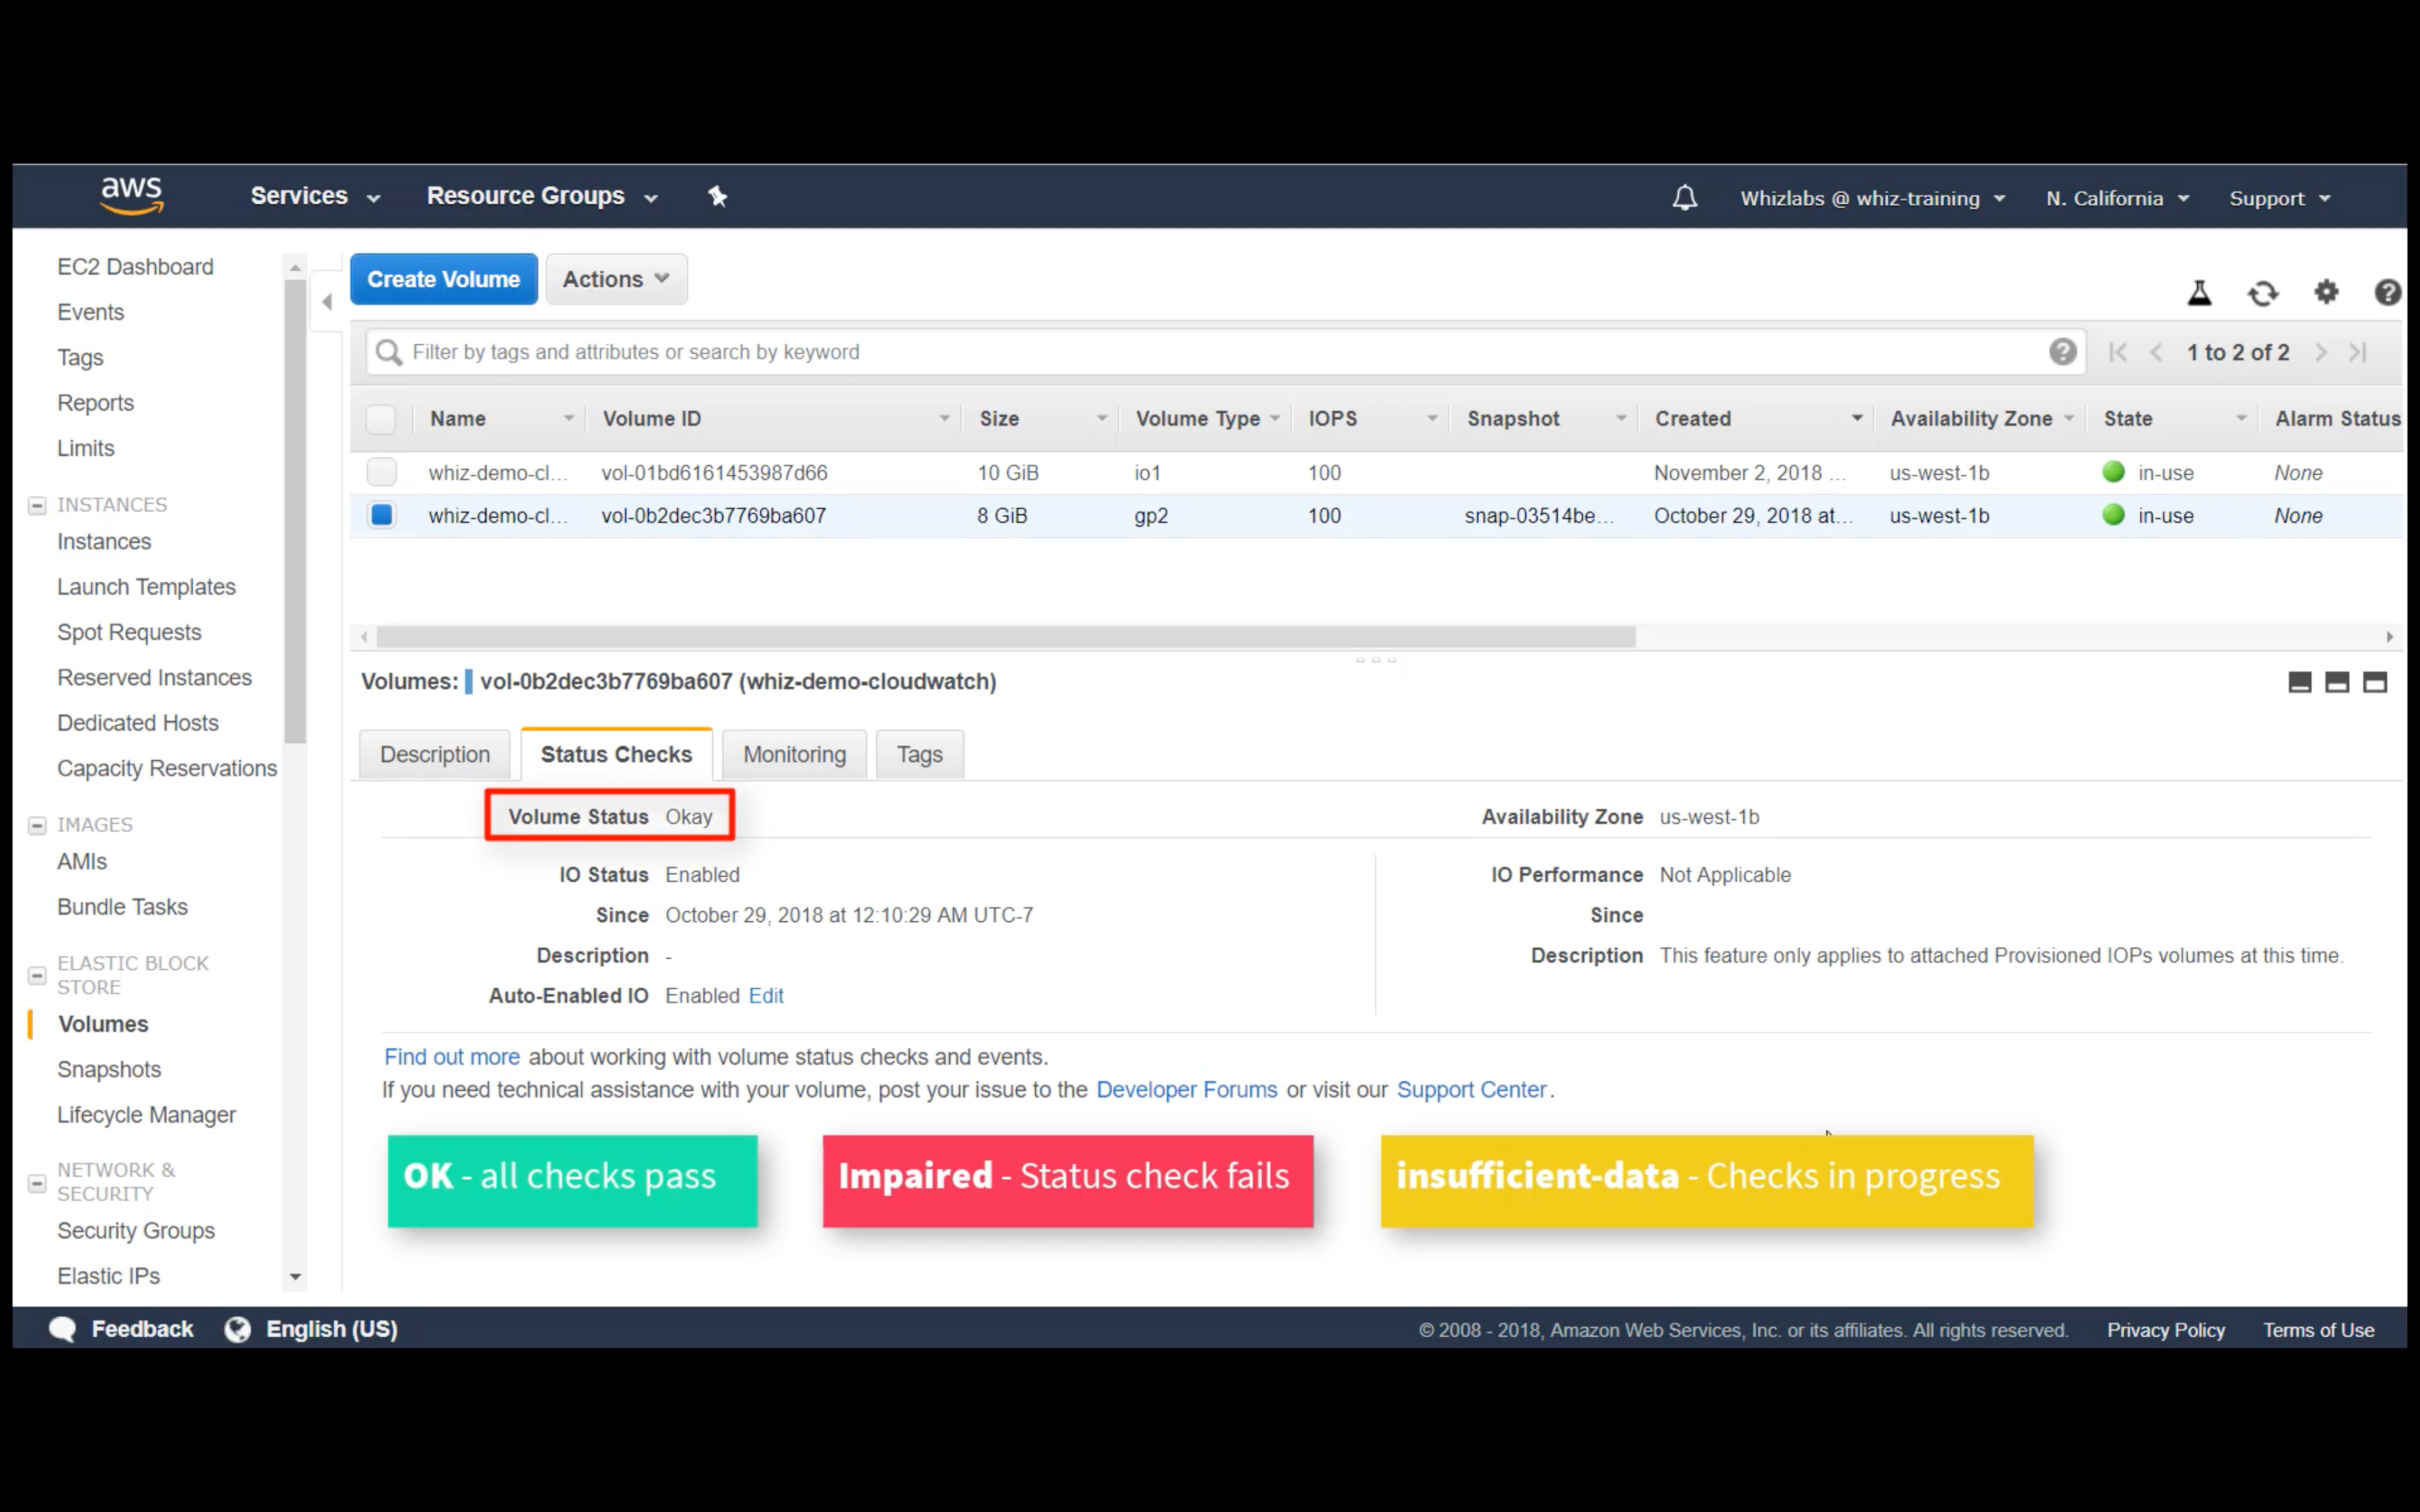 aws Services Resource Groups Whizlabs @ whiz-training N. California Support
EC2 Dashboard
Events
Tags
Reports
Limits
INSTANCES
Instances
Launch Templates
Spot Requests
Reserved Instances
Dedicated Hosts
Capacity Reservations
IMAGES
AMIs
Bundle Tasks
ELASTIC BLOCK
STORE
Volumes
Snapshots
Lifecycle Manager
NETWORK &
SECURITY
Security Groups
Elastic IPs
Create Volume Actions
Filter by tags and attributes or search by keyword 1 to 2 of 2
Name Volume ID Size Volume Type IOPS Snapshot Created Availability Zone State Alarm Status
whiz-demo-cl... vol-01bd6161453987d66 10 GiB io1 100 November 2, 2018 ... us-west-1b in-use None
whiz-demo-cl... vol-0b2dec3b7769ba607 8 GiB gp2 100 snap-03514be... October 29, 2018 at... us-west-1b in-use None
Volumes: vol-0b2dec3b7769ba607 (whiz-demo-cloudwatch)
Description Status Checks Monitoring Tags
Volume Status Okay
Availability Zone us-west-1b
IO Status Enabled
Since October 29, 2018 at 12:10:29 AM UTC-7
Description -
Auto-Enabled IO Enabled Edit
IO Performance Not Applicable
Since
Description This feature only applies to attached Provisioned IOPs volumes at this time.
Find out more about working with volume status checks and events.
If you need technical assistance with your volume, post your issue to the Developer Forums or visit our Support Center.
OK - all checks pass
Impaired - Status check fails
insufficient-data - Checks in progress
Feedback English (US) © 2008 - 2018, Amazon Web Services, Inc. or its affiliates. All rights reserved. Privacy Policy Terms of Use